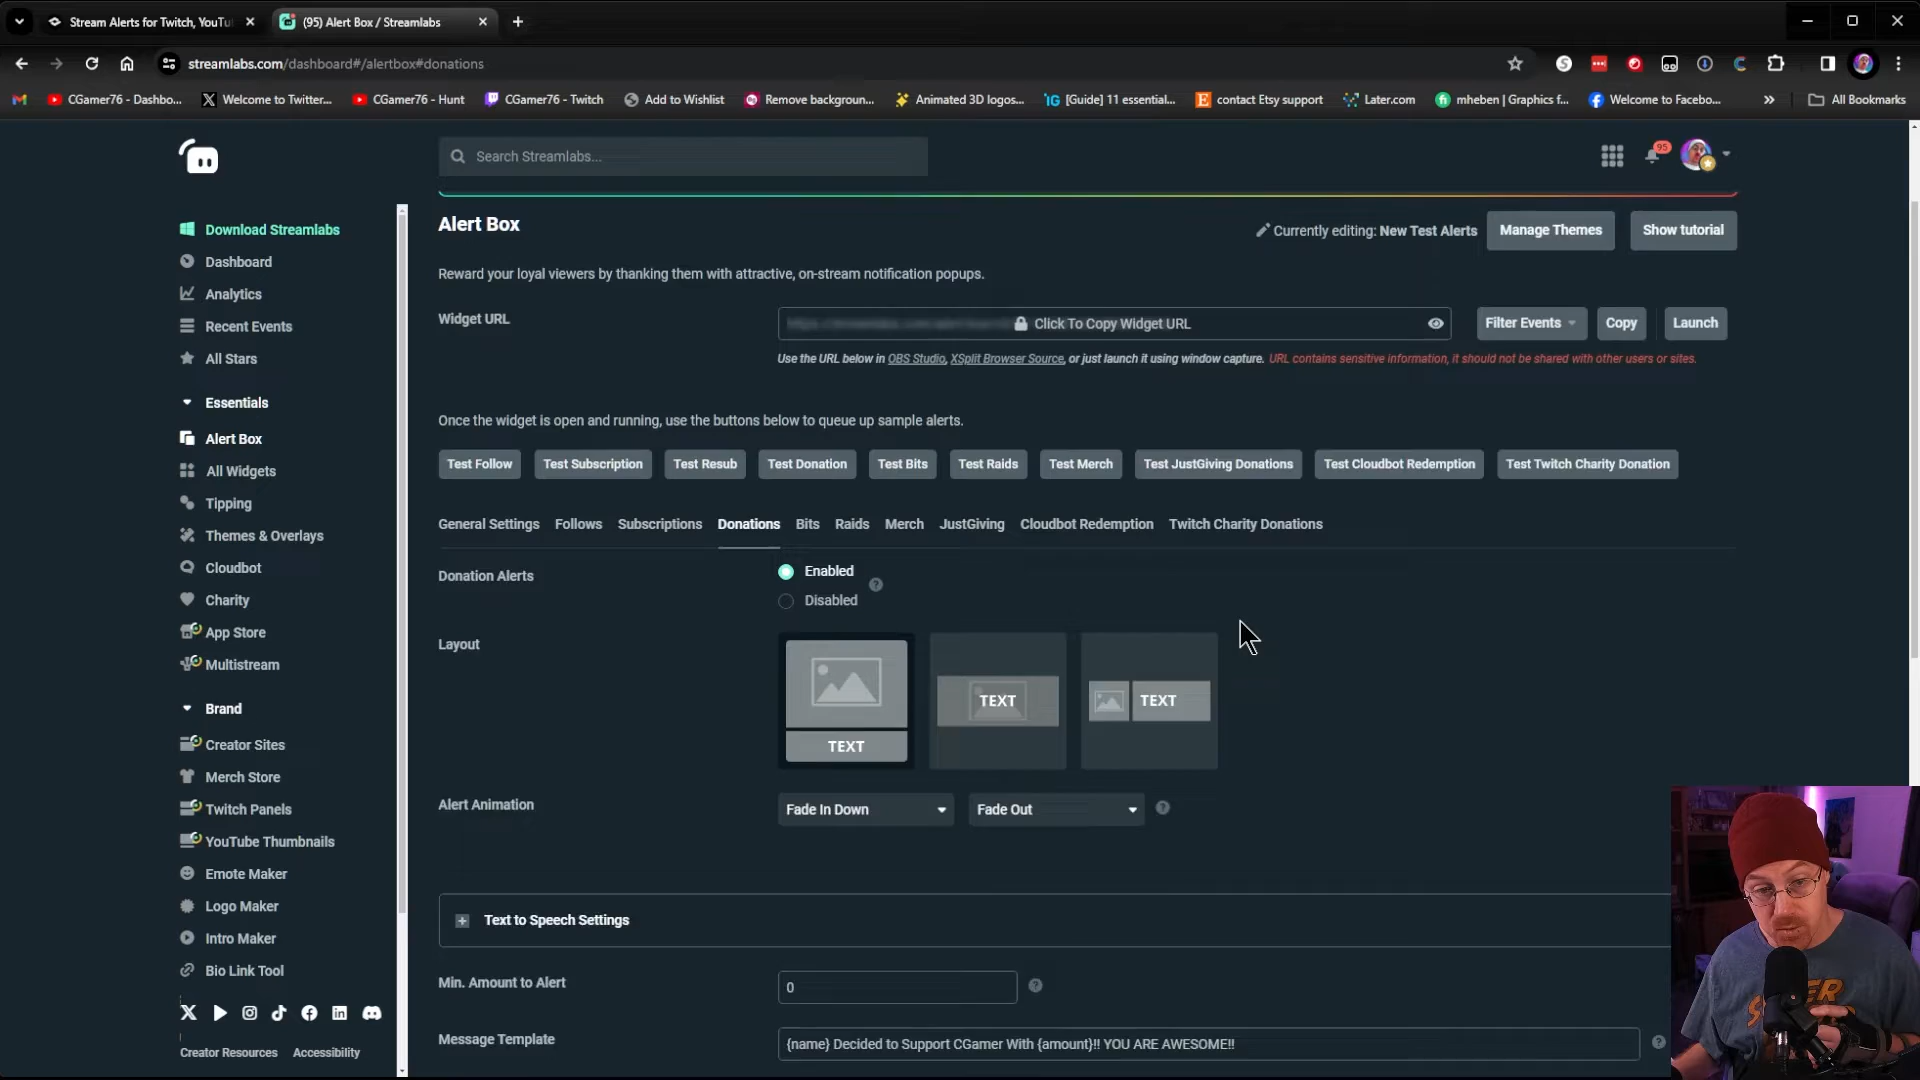 Stream Alerts for Twitch, YouTu
(95) Alert Box / Streamlabs
streamlabs.com/dashboard#/alertbox#donations
CGamer76 - Dashbo...
Welcome to Twitter...
CGamer76 - Hunt
CGamer76 - Twitch
Add to Wishlist
Remove backgroun...
Animated 3D logos...
[Guide] 11 essential...
contact Etsy support
Later.com
mheben | Graphics f...
Welcome to Facebo...
All Bookmarks
Search Streamlabs...
95
Download Streamlabs
Dashboard
Analytics
Recent Events
All Stars
Essentials
Alert Box
All Widgets
Tipping
Themes & Overlays
Cloudbot
Charity
App Store
Multistream
Brand
Creator Sites
Merch Store
Twitch Panels
YouTube Thumbnails
Emote Maker
Logo Maker
Intro Maker
Bio Link Tool
Creator Resources Accessibility
Alert Box
Currently editing: New Test Alerts
Manage Themes
Show tutorial
Reward your loyal viewers by thanking them with attractive, on-stream notification popups.
Widget URL
Click To Copy Widget URL
Filter Events
Copy
Launch
Use the URL below in OBS Studio, XSplit Browser Source, or just launch it using window capture. URL contains sensitive information, it should not be shared with other users or sites.
Once the widget is open and running, use the buttons below to queue up sample alerts.
Test Follow
Test Subscription
Test Resub
Test Donation
Test Bits
Test Raids
Test Merch
Test JustGiving Donations
Test Cloudbot Redemption
Test Twitch Charity Donation
General Settings
Follows
Subscriptions
Donations
Bits
Raids
Merch
JustGiving
Cloudbot Redemption
Twitch Charity Donations
Donation Alerts
Enabled
Disabled
Layout
TEXT
TEXT
TEXT
Alert Animation
Fade In Down
Fade Out
Text to Speech Settings
Min. Amount to Alert
0
Message Template
{name} Decided to Support CGamer With {amount}!! YOU ARE AWESOME!!